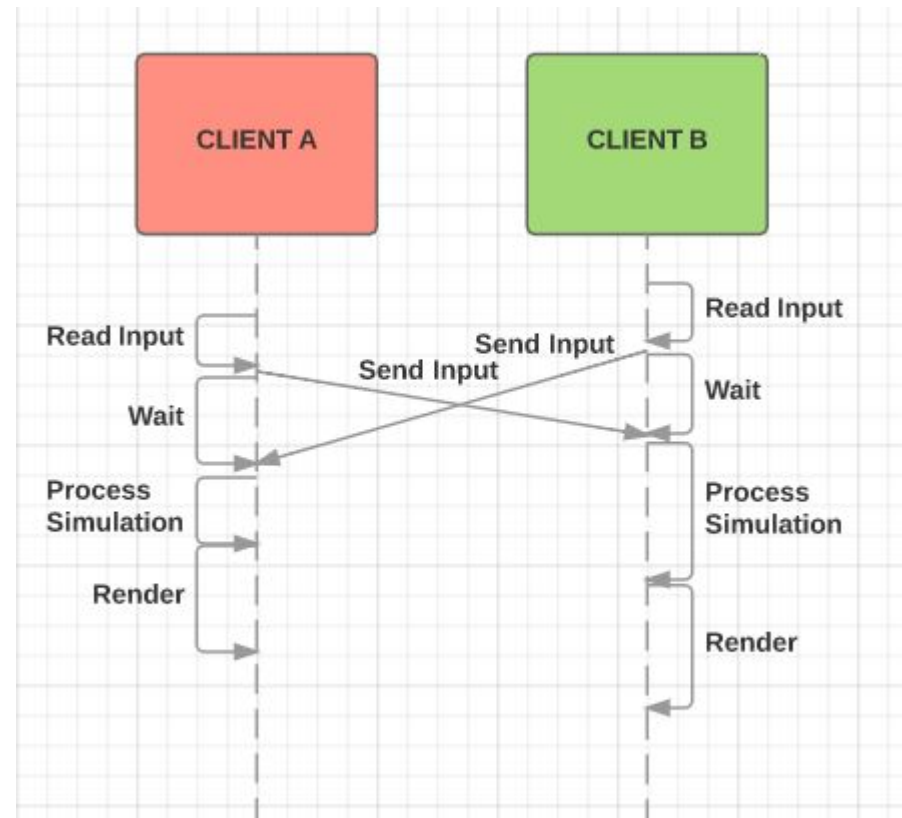 CLIENT A
CLIENT B
Read Input
Read Input
Send Input
Send Input
Wait
Wait
Process
Simulation
Process
Simulation
Render
Render